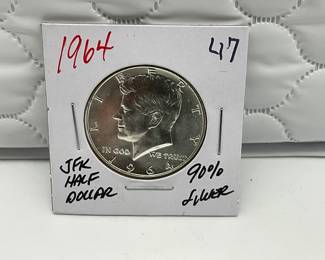 1964 47
LIBERTY
IN GOD WE TRUST
1964
JFK
HALF
DOLLAR
90%
SILVER